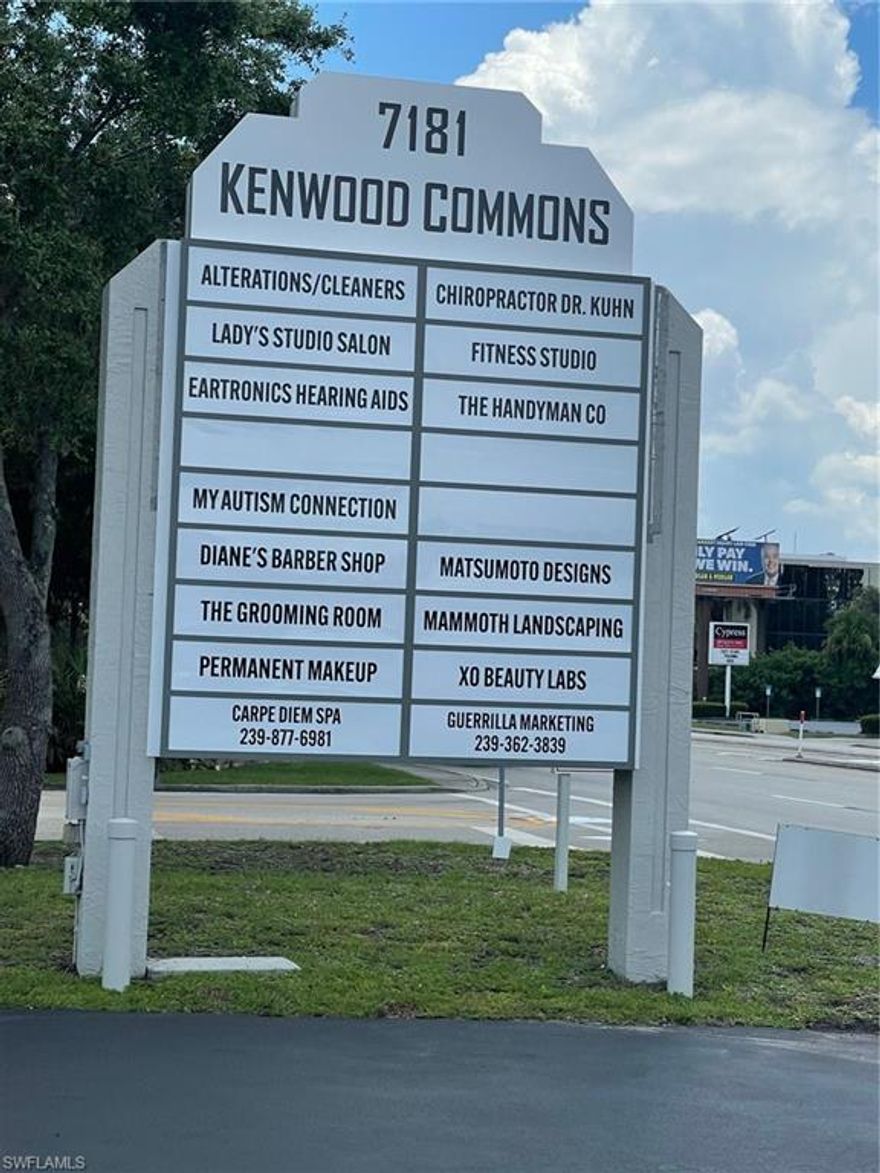 7181
KENWOOD COMMONS
ALTERATIONS/CLEANERS
LADY'S STUDIO SALON
EARTRONICS HEARING AIDS
MY AUTISM CONNECTION
DIANE'S BARBER SHOP
THE GROOMING ROOM
PERMANENT MAKEUP
CARPE DIEM SPA
239-877-6981
CHIROPRACTOR DR. KUHN
FITNESS STUDIO
THE HANDYMAN CO
MATSUMOTO DESIGNS
MAMMOTH LANDSCAPING
XO BEAUTY LABS
GUERRILLA MARKETING
239-362-3839
LY PAY
WE WIN.
Cypress
SWFLAMLS